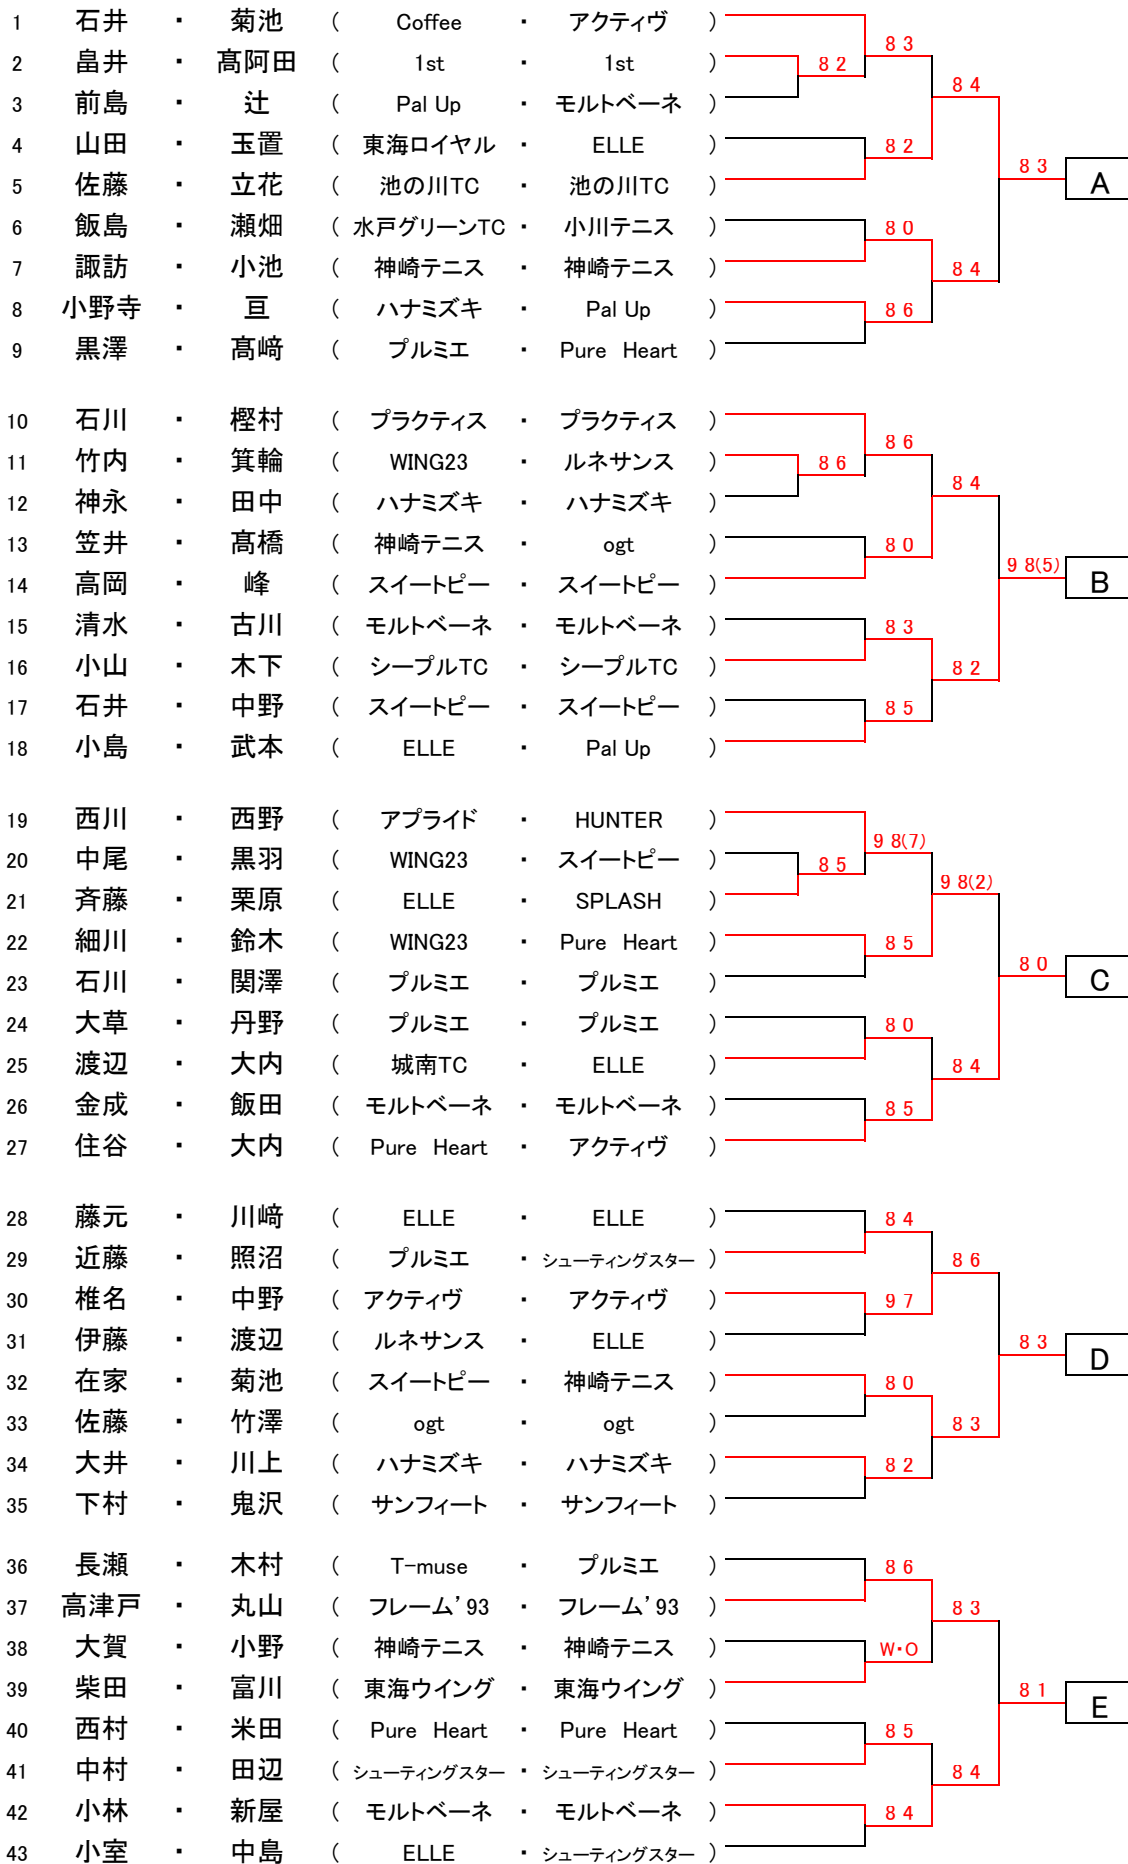 1 石井 ・ 菊池 ( Coffee ・ アクティヴ )
8 3
2 畠井 ・ 髙阿田 ( 1st ・ 1st ) 8 2
8 4
3 前島 ・ 辻 ( Pal Up ・ モルトベーネ )
4 山田 ・ 玉置 ( 東海ロイヤル ・ ELLE ) 8 2
8 3 A
5 佐藤 ・ 立花 ( 池の川TC ・ 池の川TC )
6 飯島 ・ 瀬畑 ( 水戸グリーンTC ・ 小川テニス ) 8 0
7 諏訪 ・ 小池 ( 神崎テニス ・ 神崎テニス ) 8 4
8 小野寺 ・ 亘 ( ハナミズキ ・ Pal Up ) 8 6
9 黒澤 ・ 髙﨑 ( プルミエ ・ Pure Heart )
10 石川 ・ 樫村 ( プラクティス ・ プラクティス )
8 6
11 竹内 ・ 箕輪 ( WING23 ・ ルネサンス ) 8 6
8 4
12 神永 ・ 田中 ( ハナミズキ ・ ハナミズキ )
13 笠井 ・ 髙橋 ( 神崎テニス ・ ogt ) 8 0
9 8(5) B
14 高岡 ・ 峰 ( スイートピー ・ スイートピー )
15 清水 ・ 古川 ( モルトベーネ ・ モルトベーネ ) 8 3
16 小山 ・ 木下 ( シープルTC ・ シープルTC ) 8 2
17 石井 ・ 中野 ( スイートピー ・ スイートピー ) 8 5
18 小島 ・ 武本 ( ELLE ・ Pal Up )
19 西川 ・ 西野 ( アプライド ・ HUNTER )
9 8(7)
20 中尾 ・ 黒羽 ( WING23 ・ スイートピー ) 8 5
9 8(2)
21 斉藤 ・ 栗原 ( ELLE ・ SPLASH )
22 細川 ・ 鈴木 ( WING23 ・ Pure Heart ) 8 5
8 0 C
23 石川 ・ 関澤 ( プルミエ ・ プルミエ )
24 大草 ・ 丹野 ( プルミエ ・ プルミエ ) 8 0
25 渡辺 ・ 大内 ( 城南TC ・ ELLE ) 8 4
26 金成 ・ 飯田 ( モルトベーネ ・ モルトベーネ ) 8 5
27 住谷 ・ 大内 ( Pure Heart ・ アクティヴ )
28 藤元 ・ 川﨑 ( ELLE ・ ELLE ) 8 4
29 近藤 ・ 照沼 ( プルミエ ・ シューティングスター ) 8 6
30 椎名 ・ 中野 ( アクティヴ ・ アクティヴ ) 9 7
31 伊藤 ・ 渡辺 ( ルネサンス ・ ELLE ) 8 3 D
32 在家 ・ 菊池 ( スイートピー ・ 神崎テニス ) 8 0
33 佐藤 ・ 竹澤 ( ogt ・ ogt ) 8 3
34 大井 ・ 川上 ( ハナミズキ ・ ハナミズキ ) 8 2
35 下村 ・ 鬼沢 ( サンフィート ・ サンフィート )
36 長瀬 ・ 木村 ( T-muse ・ プルミエ ) 8 6
37 高津戸 ・ 丸山 ( フレーム’93 ・ フレーム’93 ) 8 3
38 大賀 ・ 小野 ( 神崎テニス ・ 神崎テニス ) W・O
39 柴田 ・ 富川 ( 東海ウイング ・ 東海ウイング ) 8 1 E
40 西村 ・ 米田 ( Pure Heart ・ Pure Heart ) 8 5
41 中村 ・ 田辺 ( シューティングスター ・ シューティングスター ) 8 4
42 小林 ・ 新屋 ( モルトベーネ ・ モルトベーネ ) 8 4
43 小室 ・ 中島 ( ELLE ・ シューティングスター )